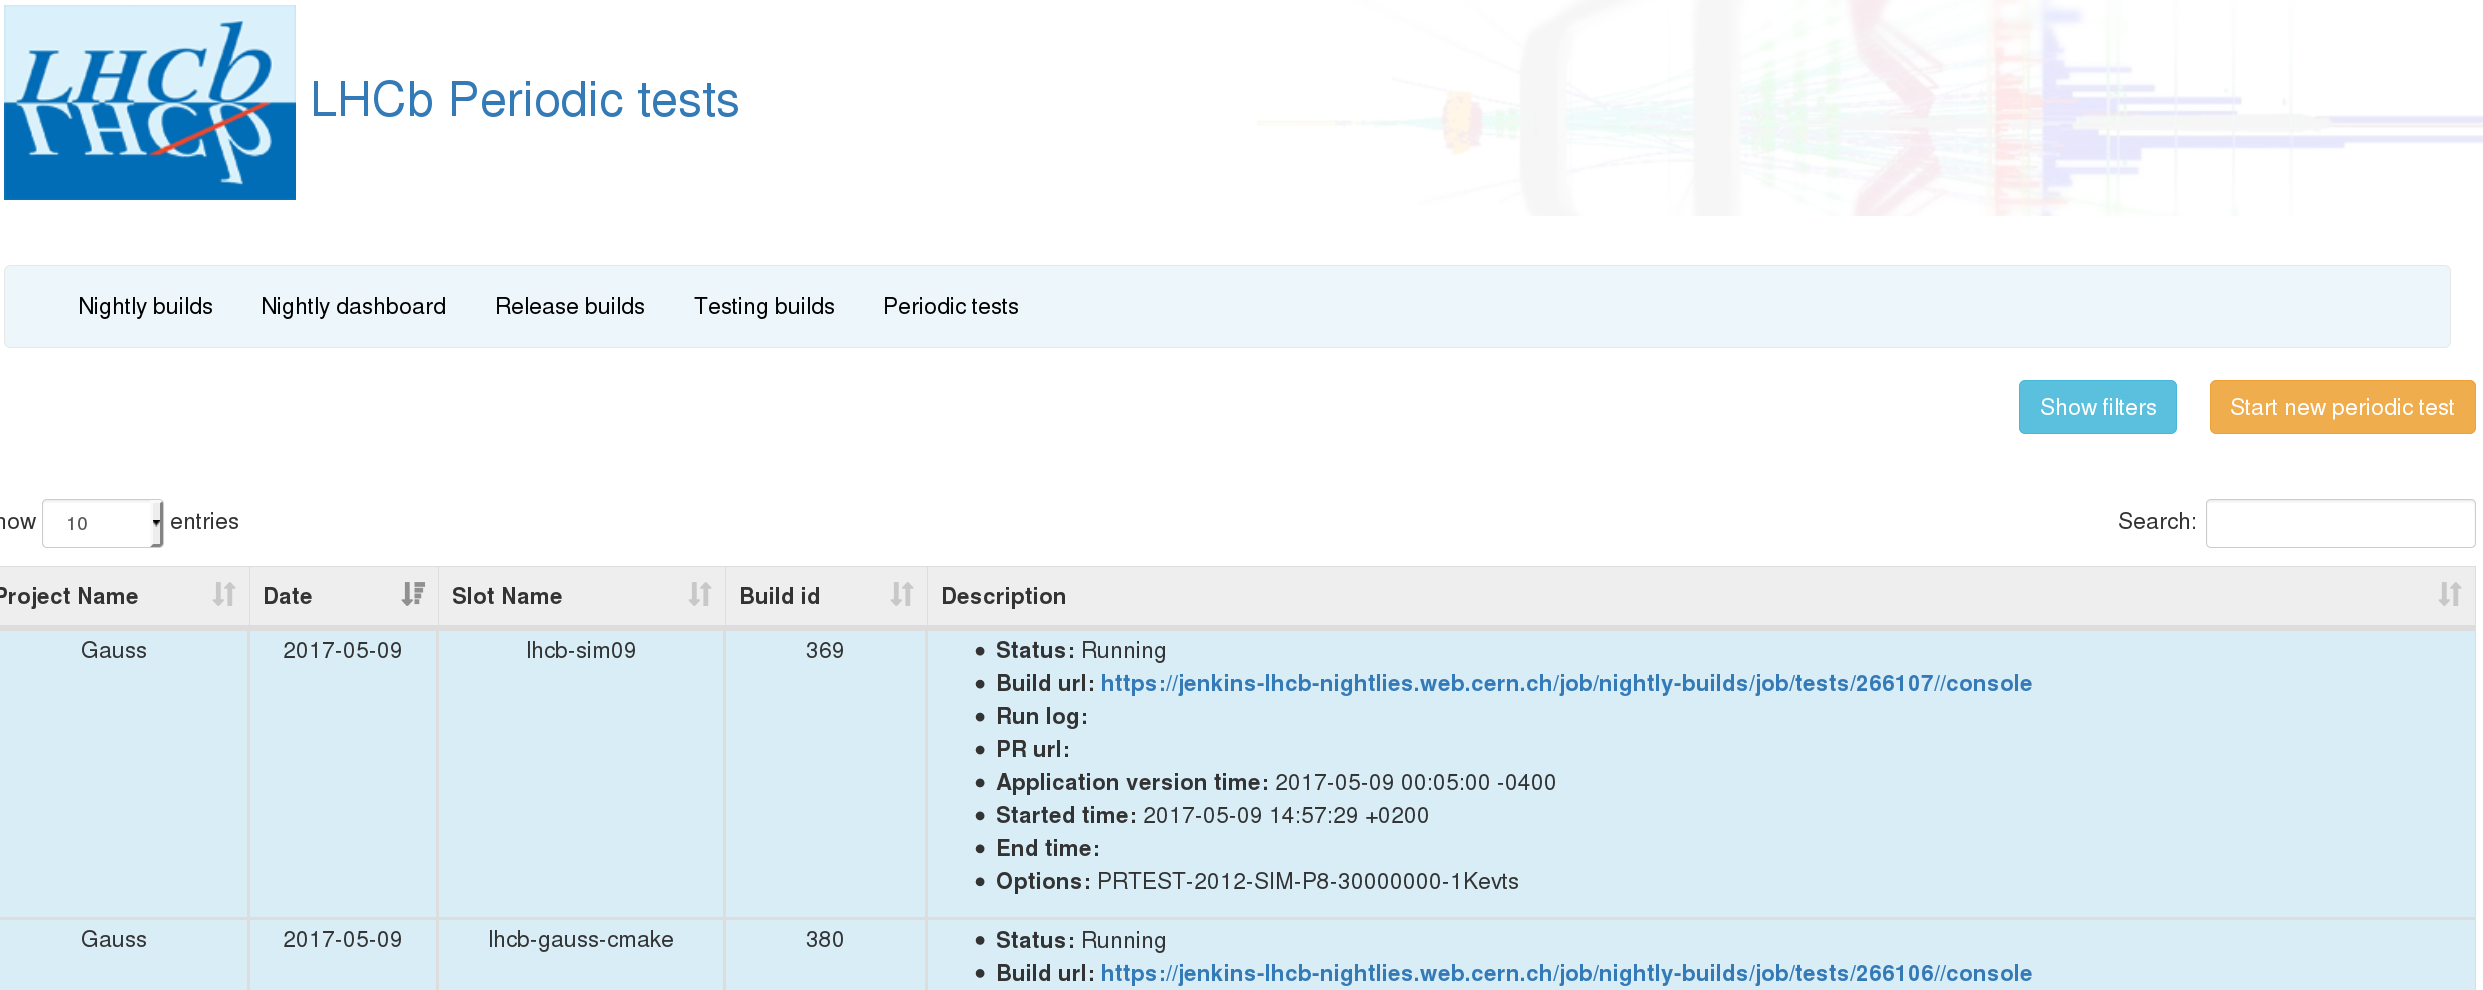 LHCb
LHCb Periodic tests
Nightly builds Nightly dashboard Release builds Testing builds Periodic tests
Show filters Start new periodic test
how 10 entries Search:
Project Name Date Slot Name Build id Description
Gauss 2017-05-09 lhcb-sim09 369 • Status: Running
• Build url: https://jenkins-lhcb-nightlies.web.cern.ch/job/nightly-builds/job/tests/266107//console
• Run log:
• PR url:
• Application version time: 2017-05-09 00:05:00 -0400
• Started time: 2017-05-09 14:57:29 +0200
• End time:
• Options: PRTEST-2012-SIM-P8-30000000-1Kevts
Gauss 2017-05-09 lhcb-gauss-cmake 380 • Status: Running
• Build url: https://jenkins-lhcb-nightlies.web.cern.ch/job/nightly-builds/job/tests/266106//console